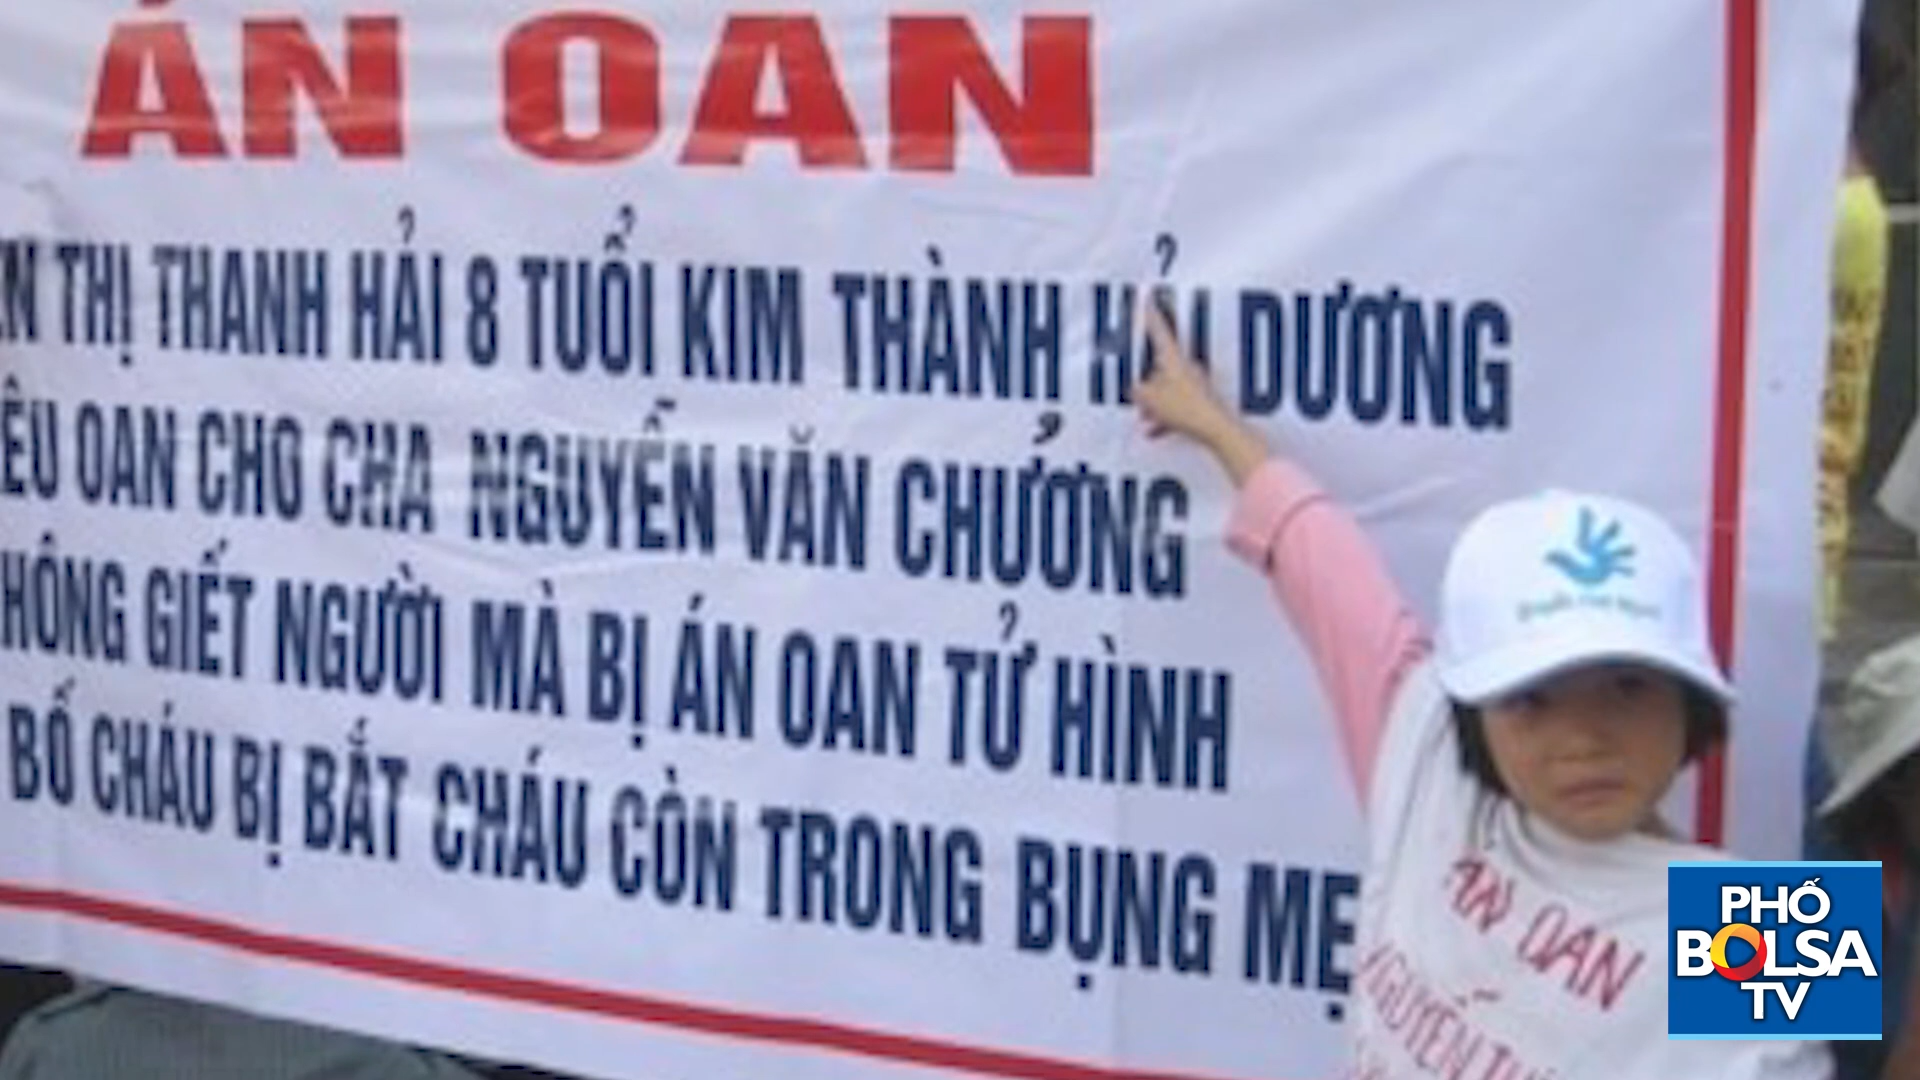 ÁN OAN
THỊ THANH HẢI 8 TUỔI KIM THÀNH HẢI DƯƠNG
OAN CHO CHA NGUYỄN VĂN CHƯỞNG
GIẾT NGƯỜI MÀ BỊ ÁN OAN TỬ HÌNH
BỐ CHÁU BỊ BẮT CHÁU CÒN TRONG BỤNG MẸ
ÁN OAN
NGUYỄN
PHỐ
BOLSA
TV